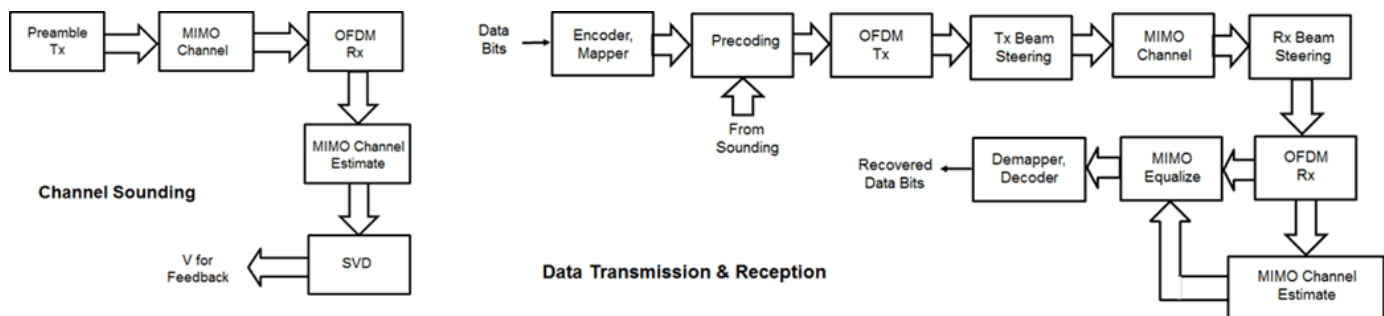 Preamble
Tx
MIMO
Channel
OFDM
Rx
MIMO Channel
Estimate
Channel Sounding
SVD
V for
Feedback
Data
Bits
Encoder,
Mapper
Precoding
OFDM
Tx
Tx Beam
Steering
MIMO
Channel
Rx Beam
Steering
From
Sounding
Recovered
Data Bits
Demapper,
Decoder
MIMO
Equalize
OFDM
Rx
Data Transmission & Reception
MIMO Channel
Estimate